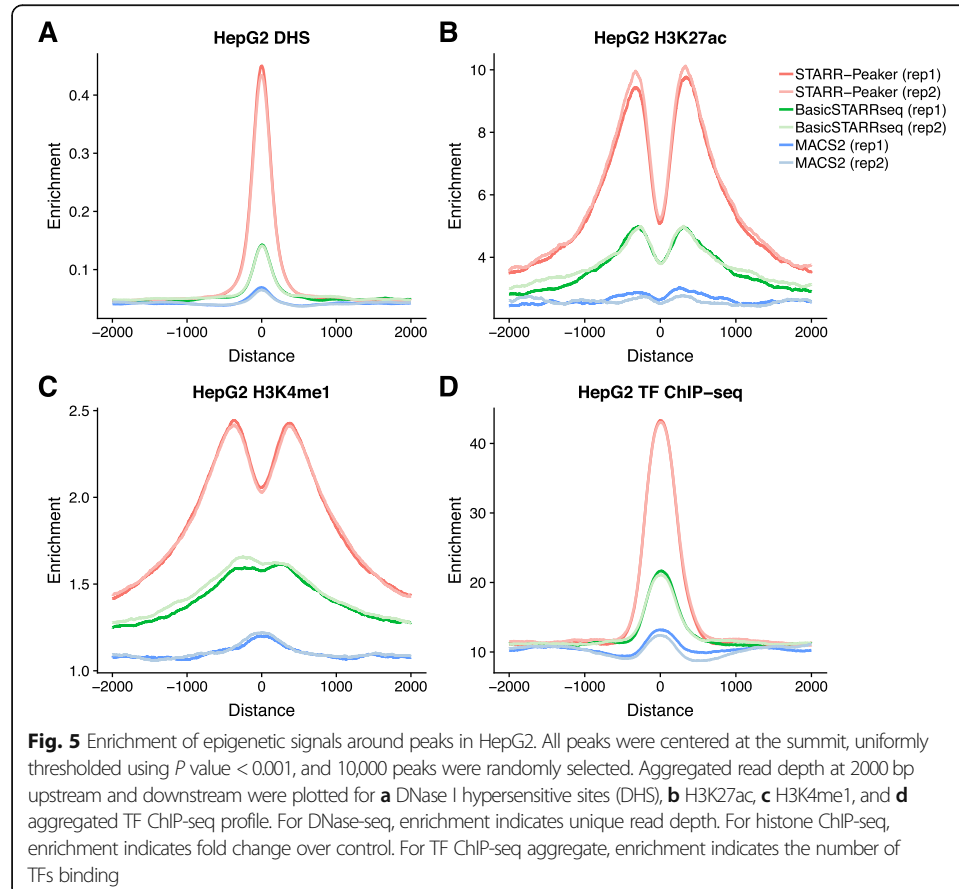 A
HepG2 DHS
Enrichment
0.4
0.3
0.2
0.1
−2000 −1000 0 1000 2000
Distance
B
HepG2 H3K27ac
Enrichment
10
8
6
4
−2000 −1000 0 1000 2000
Distance
STARR−Peaker (rep1)
STARR−Peaker (rep2)
BasicSTARRseq (rep1)
BasicSTARRseq (rep2)
MACS2 (rep1)
MACS2 (rep2)
C
HepG2 H3K4me1
Enrichment
2.5
2.0
1.5
1.0
−2000 −1000 0 1000 2000
Distance
D
HepG2 TF ChIP−seq
Enrichment
40
30
20
10
−2000 −1000 0 1000 2000
Distance
Fig. 5 Enrichment of epigenetic signals around peaks in HepG2. All peaks were centered at the summit, uniformly
thresholded using P value < 0.001, and 10,000 peaks were randomly selected. Aggregated read depth at 2000 bp
upstream and downstream were plotted for a DNase I hypersensitive sites (DHS), b H3K27ac, c H3K4me1, and d
aggregated TF ChIP-seq profile. For DNase-seq, enrichment indicates unique read depth. For histone ChIP-seq,
enrichment indicates fold change over control. For TF ChIP-seq aggregate, enrichment indicates the number of
TFs binding